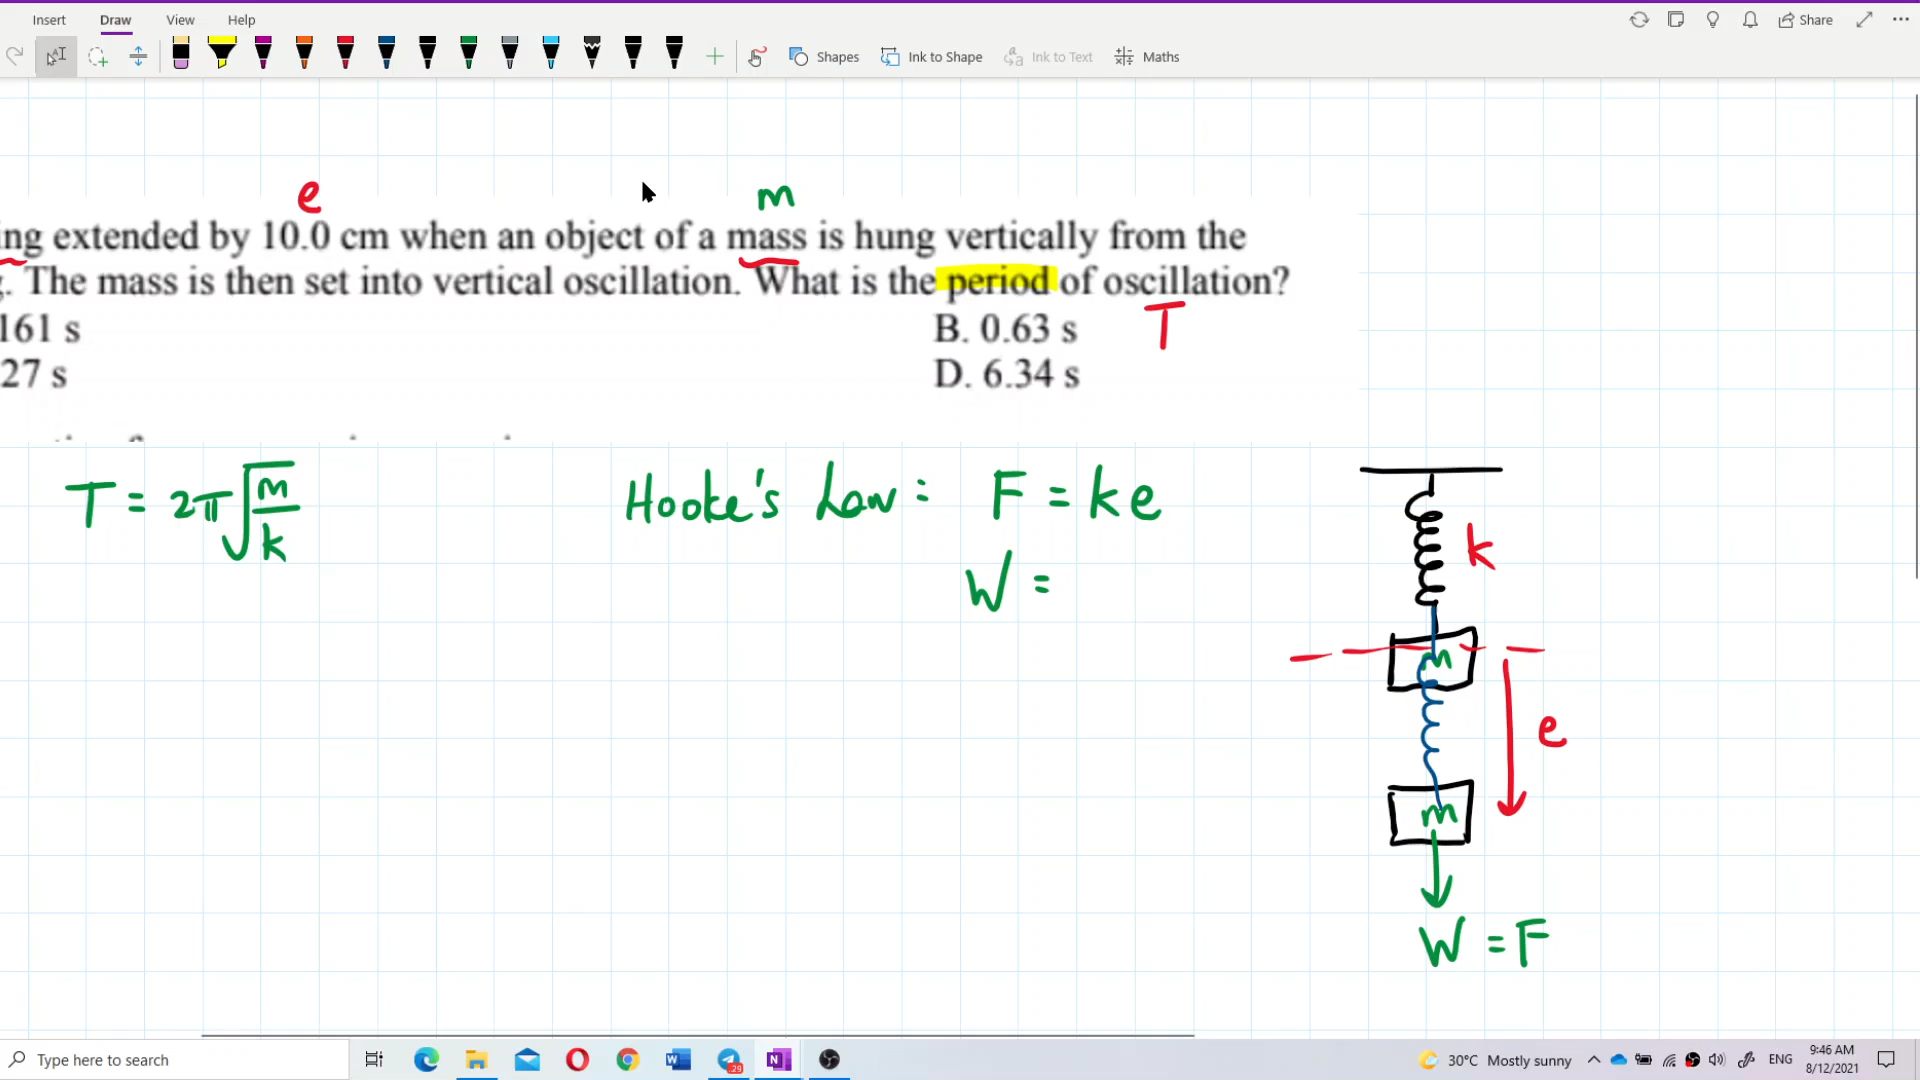 Insert Draw View Help
Share
Shapes Ink to Shape Ink to Text Maths
e m
ing extended by 10.0 cm when an object of a mass is hung vertically from the
. The mass is then set into vertical oscillation. What is the period of oscillation?
T
161 s B. 0.63 s
27 s D. 6.34 s
T = 2π√m/k
Hooke's Law: F = ke
W =
k
m
e
m
W = F
Type here to search
29
30°C Mostly sunny
ENG
9:46 AM
8/12/2021